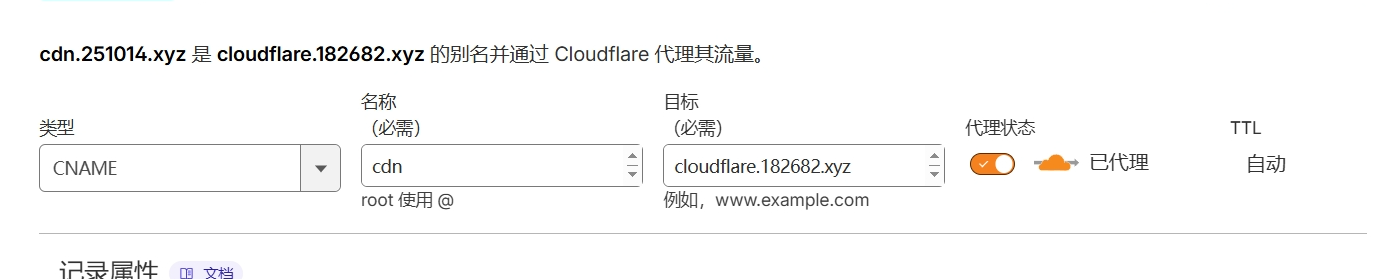 cdn.251014.xyz 是 cloudflare.182682.xyz 的别名并通过 Cloudflare 代理其流量。
类型
名称
（必需）
目标
（必需）
代理状态
TTL
CNAME
cdn
cloudflare.182682.xyz
已代理
自动
root 使用 @
例如，www.example.com
记录属性 文档